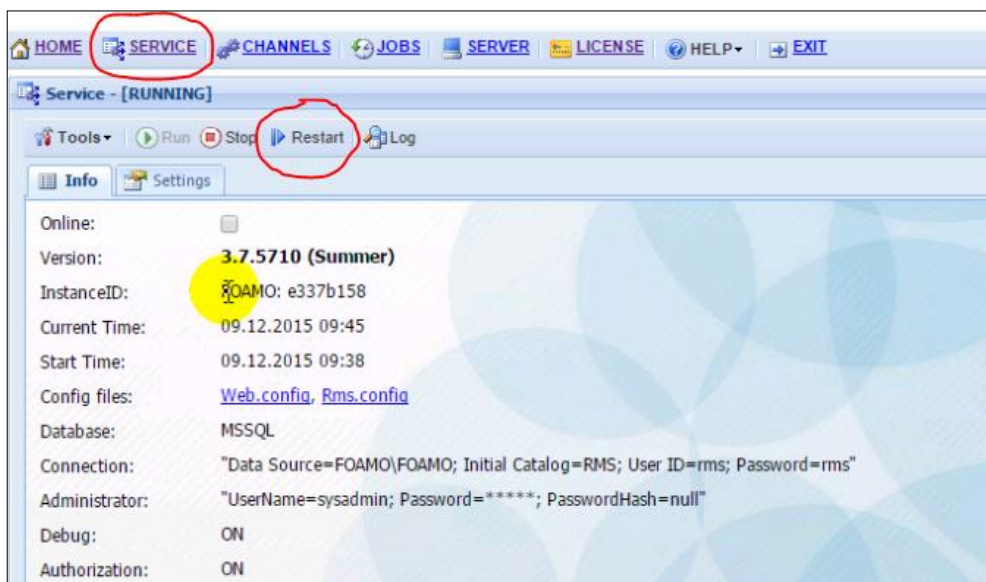 HOME SERVICE CHANNELS JOBS SERVER LICENSE HELP EXIT
Service - [RUNNING]
Tools Run Stop Restart Log
Info Settings
Online:
Version: 3.7.5710 (Summer)
InstanceID: FOAMO: e337b158
Current Time: 09.12.2015 09:45
Start Time: 09.12.2015 09:38
Config files: Web.config, Rms.config
Database: MSSQL
Connection: "Data Source=FOAMO\FOAMO; Initial Catalog=RMS; User ID=rms; Password=rms"
Administrator: "UserName=sysadmin; Password=*****; PasswordHash=null"
Debug: ON
Authorization: ON